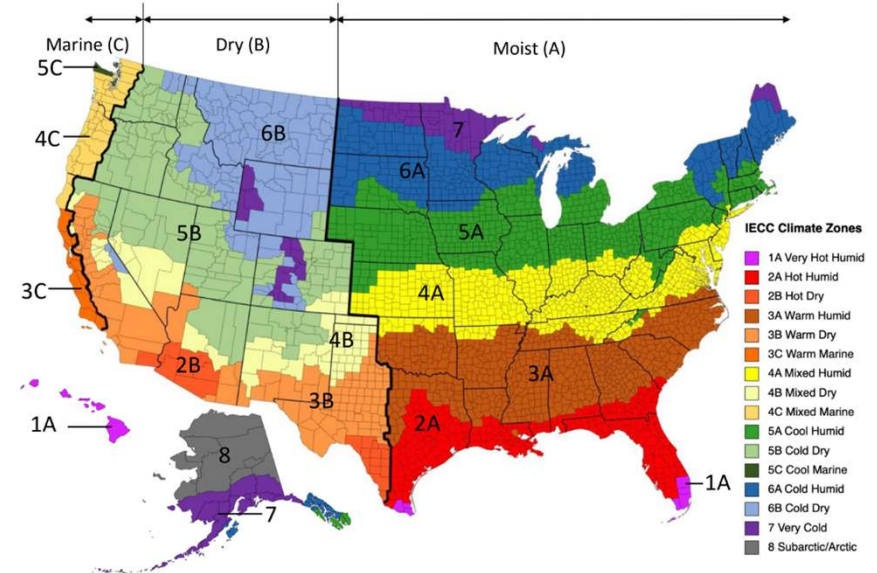 Marine (C)
Dry (B)
Moist (A)
5C
4C
6B
7
6A
5B
5A
IECC Climate Zones
3C
4A
4B
2B
3A
3B
2A
1A
8
7
1A
1A Very Hot Humid
2A Hot Humid
2B Hot Dry
3A Warm Humid
3B Warm Dry
3C Warm Marine
4A Mixed Humid
4B Mixed Dry
4C Mixed Marine
5A Cool Humid
5B Cold Dry
5C Cool Marine
6A Cold Humid
6B Cold Dry
7 Very Cold
8 Subarctic/Arctic